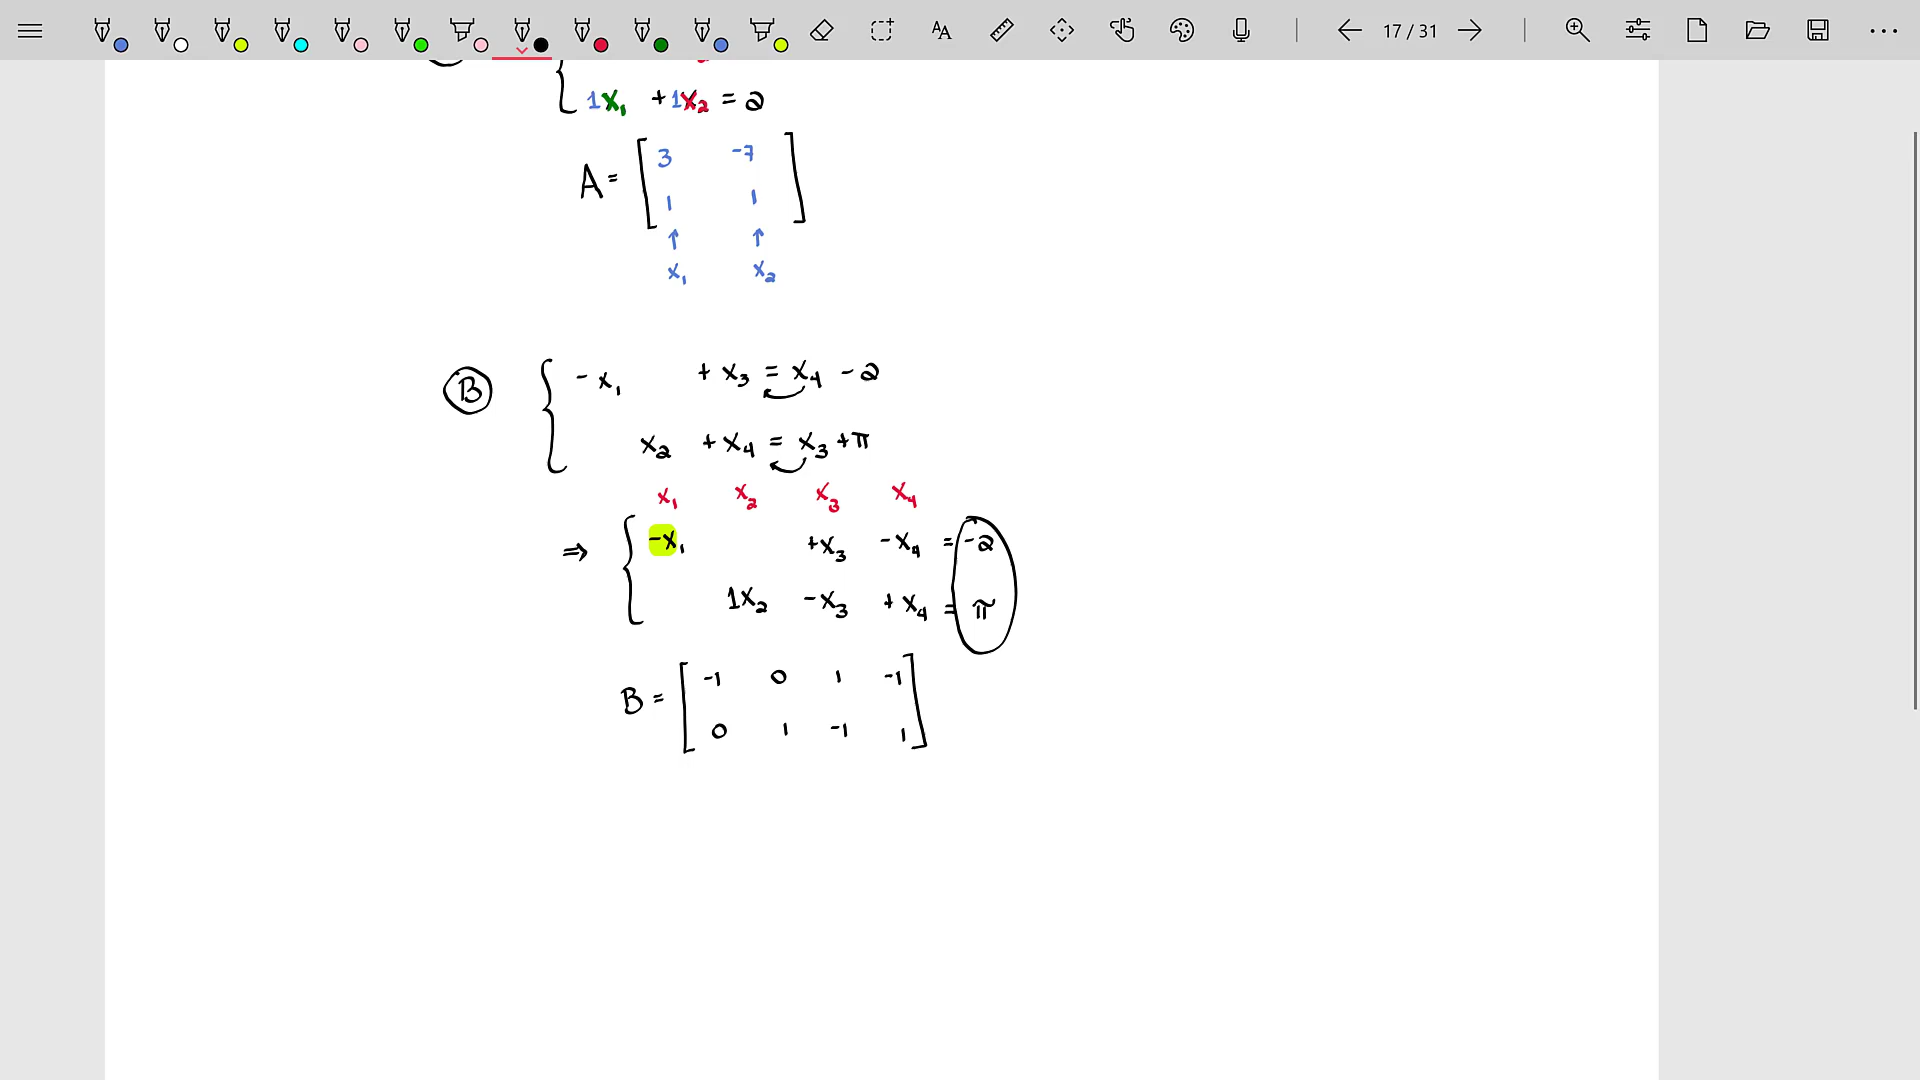 17 / 31
1x₁ + 1x₂ = 2
A = [ 3 -7
1 1 ]
↑ ↑
x₁ x₂
Ⓑ { -x₁ + x₃ = x₄ - 2
x₂ + x₄ = x₃ + π
x₁ x₂ x₃ x₄
⇒ { -x₁ +x₃ -x₄ = -2
1x₂ -x₃ +x₄ = π
B = [ -1 0 1 -1
0 1 -1 1 ]